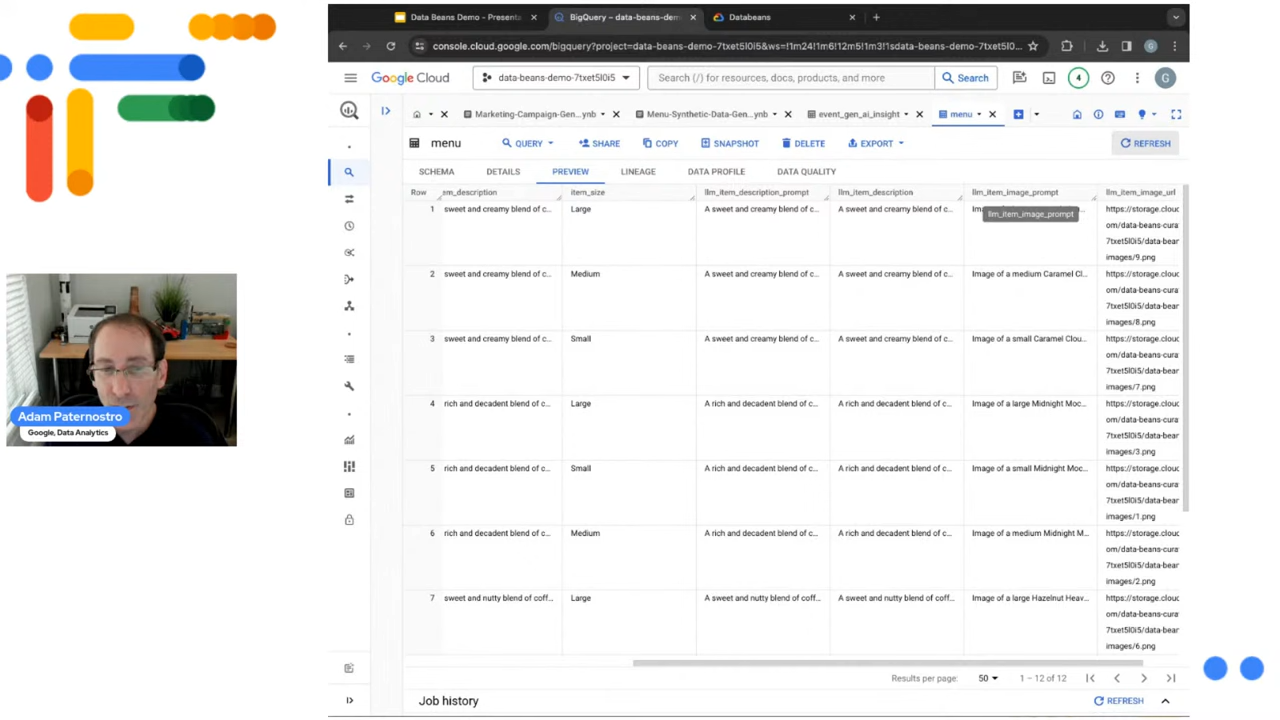 Data Beans Demo - Presenta
BigQuery – data-beans-dem
Databeans
console.cloud.google.com/bigquery?project=data-beans-demo-7txet5l0i5&ws=!1m24!1m6!12m5!1m3!1sdata-beans-demo-7txet5l0i5...
G
Google Cloud
data-beans-demo-7txet5l0i5
Search (/) for resources, docs, products, and more
Search
4
G
Marketing-Campaign-Gen...ynb
Menu-Synthetic-Data-Gen...ynb
event_gen_ai_insight
menu
menu
QUERY
SHARE
COPY
SNAPSHOT
DELETE
EXPORT
REFRESH
SCHEMA
DETAILS
PREVIEW
LINEAGE
DATA PROFILE
DATA QUALITY
Row
em_description
item_size
llm_item_description_prompt
llm_item_description
llm_item_image_prompt
llm_item_image_url
1
sweet and creamy blend of c...
Large
A sweet and creamy blend of c...
A sweet and creamy blend of c...
llm_item_image_prompt
https://storage.cloud
om/data-beans-cura
7txet5l0i5/data-bear
images/9.png
2
sweet and creamy blend of c...
Medium
A sweet and creamy blend of c...
A sweet and creamy blend of c...
Image of a medium Caramel Cl...
https://storage.cloud
om/data-beans-cura
7txet5l0i5/data-bear
images/8.png
3
sweet and creamy blend of c...
Small
A sweet and creamy blend of c...
A sweet and creamy blend of c...
Image of a small Caramel Clou...
https://storage.cloud
om/data-beans-cura
7txet5l0i5/data-bear
images/7.png
4
rich and decadent blend of c...
Large
A rich and decadent blend of c...
A rich and decadent blend of c...
Image of a large Midnight Moc...
https://storage.cloud
om/data-beans-cura
7txet5l0i5/data-bear
images/3.png
5
rich and decadent blend of c...
Small
A rich and decadent blend of c...
A rich and decadent blend of c...
Image of a small Midnight Moc...
https://storage.cloud
om/data-beans-cura
7txet5l0i5/data-bear
images/1.png
6
rich and decadent blend of c...
Medium
A rich and decadent blend of c...
A rich and decadent blend of c...
Image of a medium Midnight M...
https://storage.cloud
om/data-beans-cura
7txet5l0i5/data-bear
images/2.png
7
sweet and nutty blend of coff...
Large
A sweet and nutty blend of coff...
A sweet and nutty blend of coff...
Image of a large Hazelnut Heav...
https://storage.cloud
om/data-beans-cura
7txet5l0i5/data-bear
images/6.png
Results per page:
50
1 – 12 of 12
Job history
REFRESH
Adam Paternostro
Google, Data Analytics